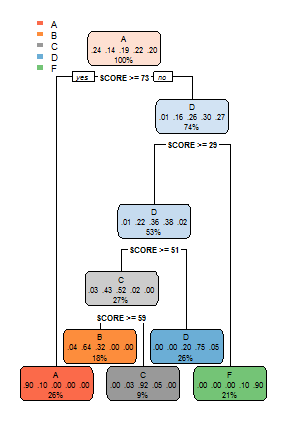 A
B
C
D
F
A
.24 .14 .19 .22 .20
100%
yes $CORE >= 73 no
D
.01 .16 .26 .30 .27
74%
$CORE >= 29
D
.01 .22 .36 .38 .02
53%
$CORE >= 51
C
.03 .43 .52 .02 .00
27%
$CORE >= 59
B
.04 .64 .32 .00 .00
18%
D
.00 .00 .20 .75 .05
26%
A
.90 .10 .00 .00 .00
26%
C
.00 .03 .92 .05 .00
9%
F
.00 .00 .00 .10 .90
21%